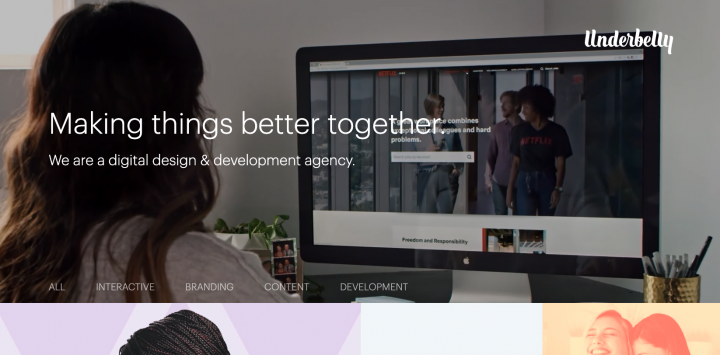 Underbelly
Making things better together.
We are a digital design & development agency.
combines
colleagues and hard
problems.
NETFLIX
Freedom and Responsibility
ALL
INTERACTIVE
BRANDING
CONTENT
DEVELOPMENT